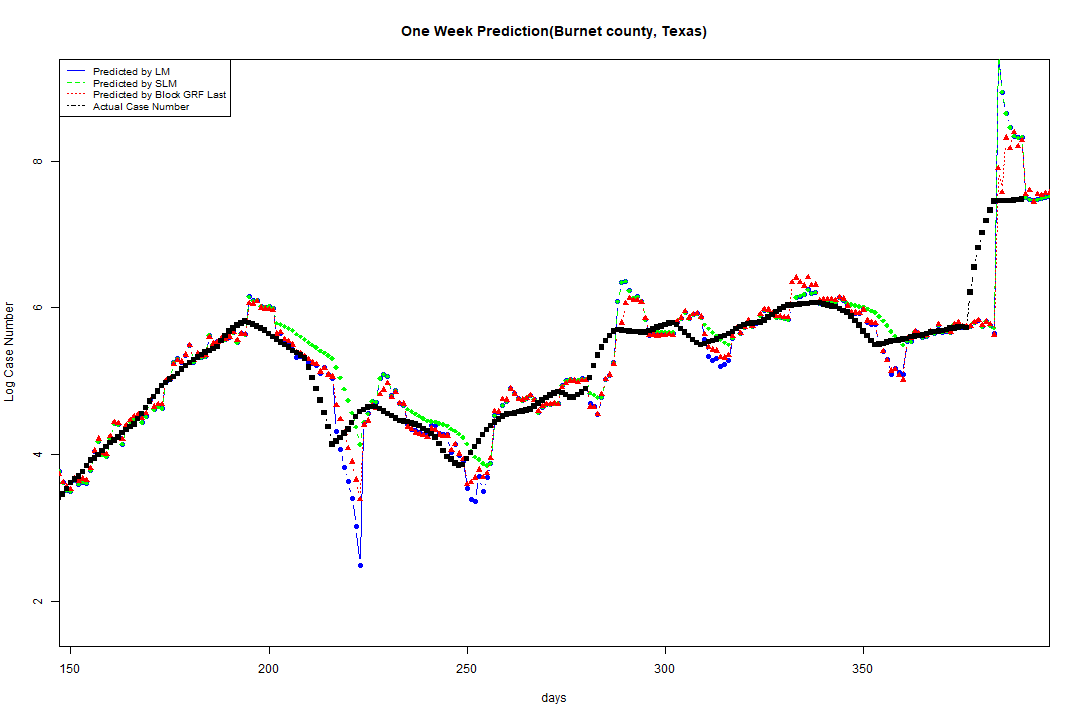 One Week Prediction(Burnet county, Texas)
Predicted by LM
Predicted by SLM
Predicted by Block GRF Last
Actual Case Number
8
6
4
2
Log Case Number
150 200 250 300 350
days